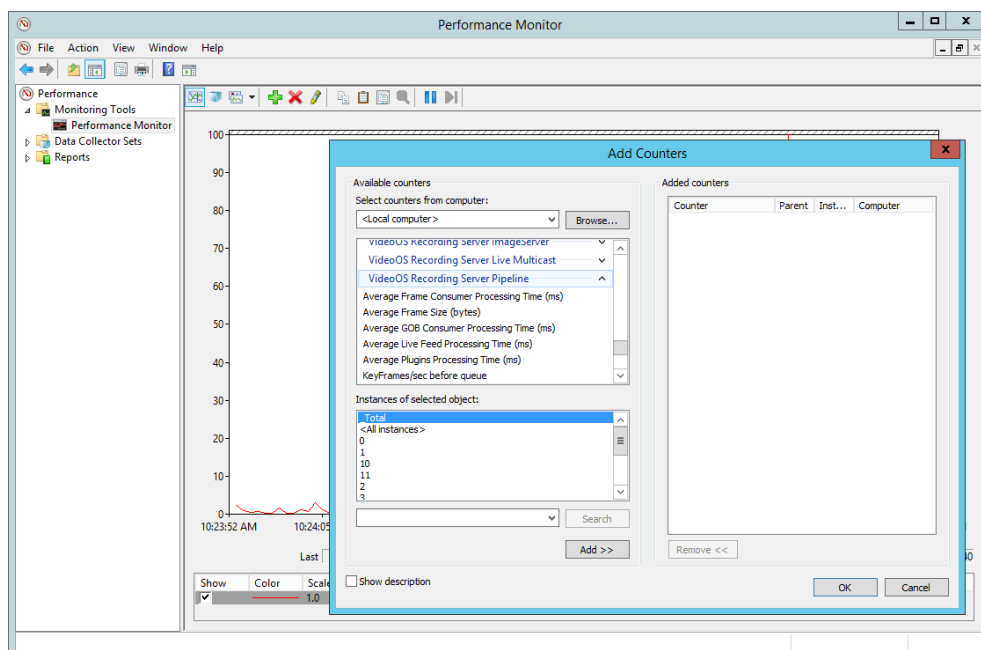 Performance Monitor
File Action View Window Help
Performance
Monitoring Tools
Performance Monitor
Data Collector Sets
Reports
100
90
80
70
60
50
40
30
20
10
0
10:23:52 AM 10:24:05
Last
Show Color Scale
1.0
Add Counters
Available counters
Select counters from computer:
<Local computer>
Browse...
VideoOS Recording Server ImageServer
VideoOS Recording Server Live Multicast
VideoOS Recording Server Pipeline
Average Frame Consumer Processing Time (ms)
Average Frame Size (bytes)
Average GOB Consumer Processing Time (ms)
Average Live Feed Processing Time (ms)
Average Plugins Processing Time (ms)
KeyFrames/sec before queue
Instances of selected object:
_Total
<All instances>
0
1
10
11
2
3
Search
Add >>
Show description
Added counters
Counter Parent Inst... Computer
Remove <<
OK Cancel